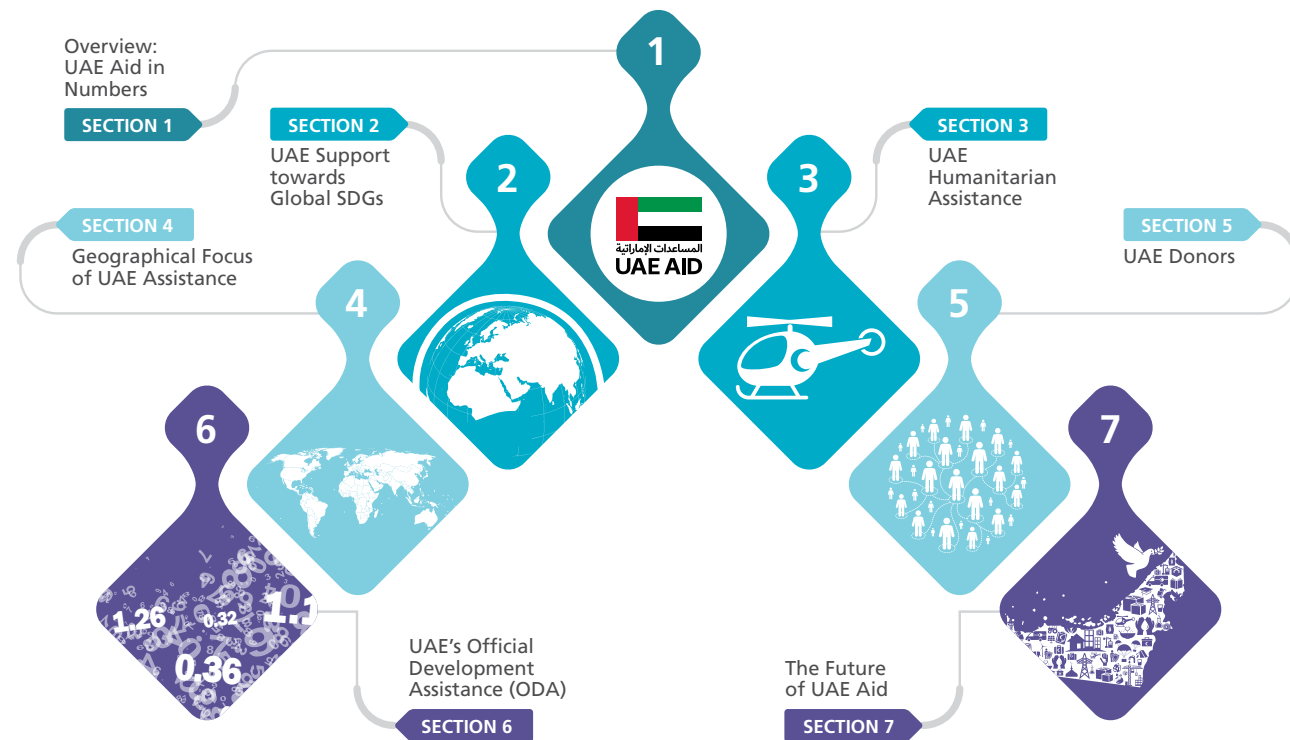 1
Overview:
UAE Aid in
Numbers
SECTION 1
2
SECTION 2
UAE Support
towards
Global SDGs
3
SECTION 3
UAE
Humanitarian
Assistance
المساعدات الإماراتية
UAE AID
4
SECTION 4
Geographical Focus
of UAE Assistance
5
SECTION 5
UAE Donors
6
1.26
0.32
1.1
0.36
UAE's Official
Development
Assistance (ODA)
SECTION 6
7
The Future
of UAE Aid
SECTION 7